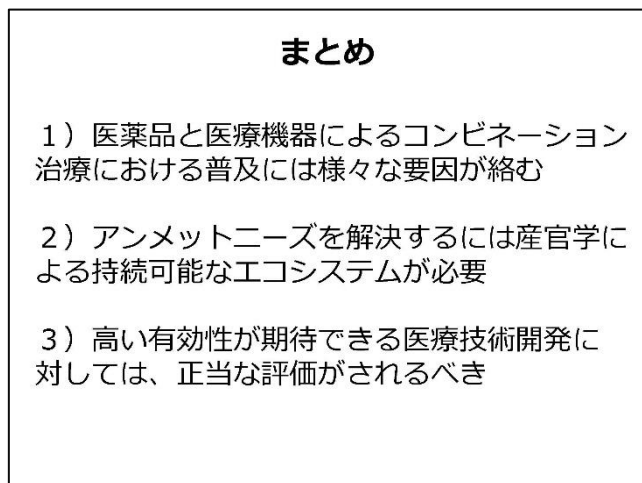 まとめ
１）医薬品と医療機器によるコンビネーション
治療における普及には様々な要因が絡む
２）アンメットニーズを解決するには産官学に
よる持続可能なエコシステムが必要
３）高い有効性が期待できる医療技術開発に
対しては、正当な評価がされるべき